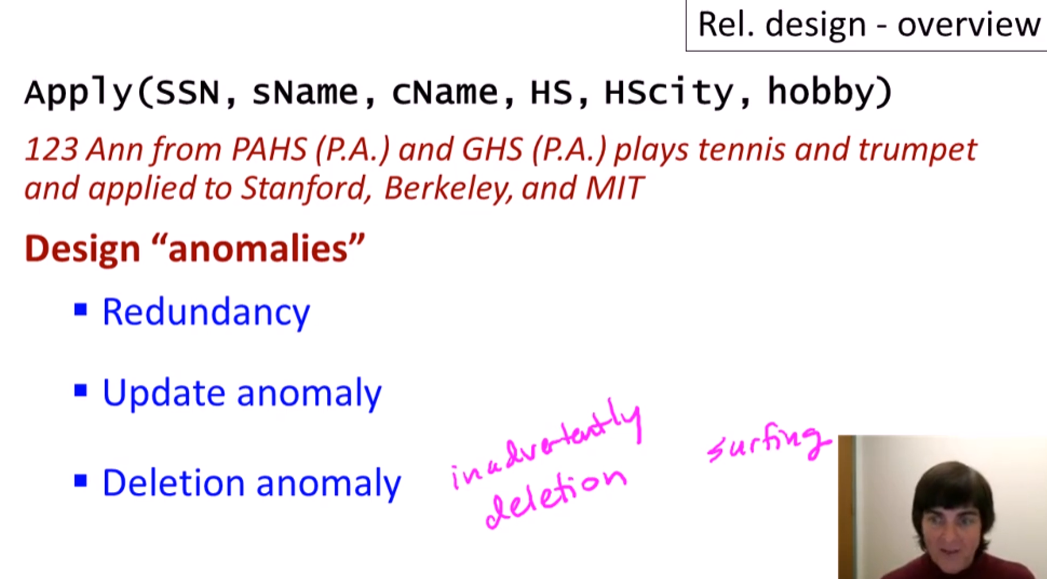 Rel. design - overview
Apply(SSN, sName, cName, HS, HScity, hobby)
123 Ann from PAHS (P.A.) and GHS (P.A.) plays tennis and trumpet
and applied to Stanford, Berkeley, and MIT
Design “anomalies”
▪ Redundancy
▪ Update anomaly
▪ Deletion anomaly
inadvertently
deletion
surfing